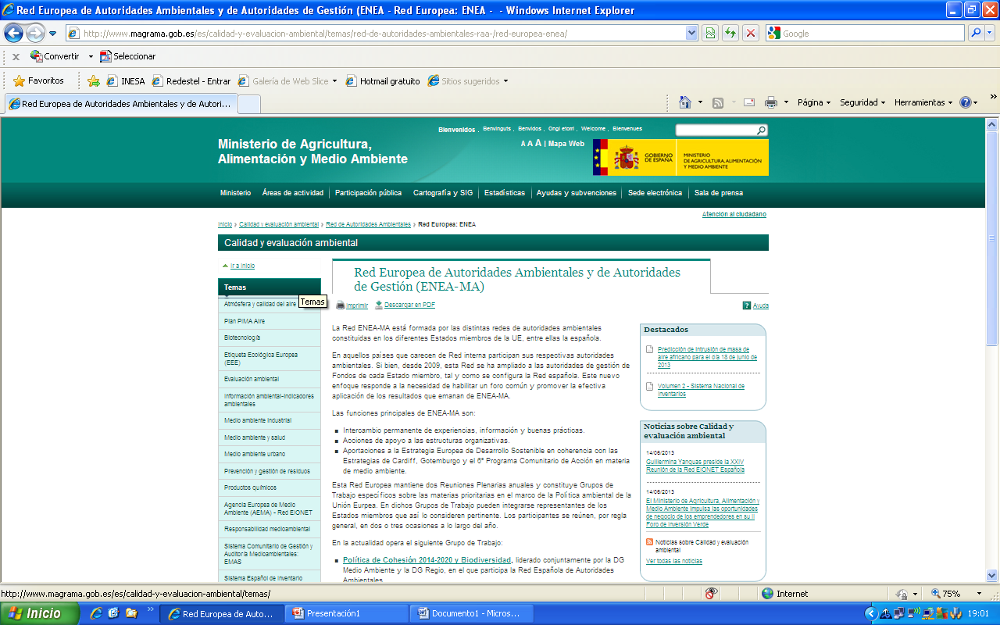 Red Europea de Autoridades Ambientales y de Autoridades de Gestión (ENEA - Red Europea: ENEA - - Windows Internet Explorer
http://www.magrama.gob.es/es/calidad-y-evaluacion-ambiental/temas/red-de-autoridades-ambientales-raa-/red-europea-enea/
Google
Convertir
Seleccionar
Favoritos
INESA
Redestel - Entrar
Galería de Web Slice
Hotmail gratuito
Sitios sugeridos
Red Europea de Autoridades Ambientales y de Autori...
Página
Seguridad
Herramientas
Bienvenidos . Benvinguts . Benvidos . Ongi etorri . Welcome . Bienvenues
A A A | Mapa Web
Ministerio de Agricultura,
Alimentación y Medio Ambiente
GOBIERNO
DE ESPAÑA
MINISTERIO
DE AGRICULTURA, ALIMENTACIÓN
Y MEDIO AMBIENTE
Ministerio
Áreas de actividad
Participación pública
Cartografía y SIG
Estadísticas
Ayudas y subvenciones
Sede electrónica
Sala de prensa
Atención al ciudadano
Inicio › Calidad y evaluación ambiental › Red de Autoridades Ambientales › Red Europea: ENEA
Calidad y evaluación ambiental
Ir a Inicio
Temas
Atmósfera y calidad del aire
Temas
Plan PIMA Aire
Biotecnología
Etiqueta Ecológica Europea
(EEE)
Evaluación ambiental
Información ambiental-Indicadores
ambientales
Medio ambiente industrial
Medio ambiente y salud
Medio ambiente urbano
Prevención y gestión de residuos
Productos químicos
Agencia Europea de Medio
Ambiente (AEMA) - Red EIONET
Responsabilidad medioambiental
Sistema Comunitario de Gestión y
Auditoría Medioambientales:
EMAS
Sistema Español de Inventario
Red Europea de Autoridades Ambientales y de Autoridades
de Gestión (ENEA-MA)
Imprimir
Descargar en PDF
Ayuda
La Red ENEA-MA está formada por las distintas redes de autoridades ambientales
constituidas en los diferentes Estados miembros de la UE, entre ellas la española.
En aquellos países que carecen de Red interna participan sus respectivas autoridades
ambientales. Si bien, desde 2009, esta Red se ha ampliado a las autoridades de gestión de
Fondos de cada Estado miembro, tal y como se configura la Red española. Este nuevo
enfoque responde a la necesidad de habilitar un foro común y promover la efectiva
aplicación de los resultados que emanan de ENEA-MA.
Las funciones principales de ENEA-MA son:
Intercambio permanente de experiencias, información y buenas prácticas.
Acciones de apoyo a las estructuras organizativas.
Aportaciones a la Estrategia Europea de Desarrollo Sostenible en coherencia con las
Estrategias de Cardiff, Gotemburgo y el 6º Programa Comunitario de Acción en materia
de medio ambiente.
Esta Red Europea mantiene dos Reuniones Plenarias anuales y constituye Grupos de
Trabajo específicos sobre las materias prioritarias en el marco de la Política ambiental de la
Unión Eurpea. En dichos Grupos de Trabajo pueden integrarse representantes de los
Estados miembros que así lo consideren pertinente. Los participantes se reúnen, por regla
general, en dos o tres ocasiones a lo largo del año.
En la actualidad opera el siguiente Grupo de Trabajo:
Política de Cohesión 2014-2020 y Biodiversidad, liderado conjuntamente por la DG
Medio Ambiente y la DG Regio, en el que participa la Red Española de Autoridades
Ambientales.
Destacados
Predicción de intrusión de masa de
aire africano para el día 18 de junio de
2013
Volumen 2 - Sistema Nacional de
Inventarios
Noticias sobre Calidad y
evaluación ambiental
14/06/2013
Guillermina Yanguas preside la XXIV
Reunión de la Red EIONET Española
14/06/2013
El Ministerio de Agricultura, Alimentación y
Medio Ambiente impulsa las oportunidades
de negocio de los emprendedores en su II
Foro de Inversión Verde
Noticias sobre Calidad y evaluación
ambiental
Ver todas las noticias
http://www.magrama.gob.es/es/calidad-y-evaluacion-ambiental/temas/
Internet
75%
Inicio
Red Europea de Auto...
Presentación1
Documento1 - Micros...
19:01